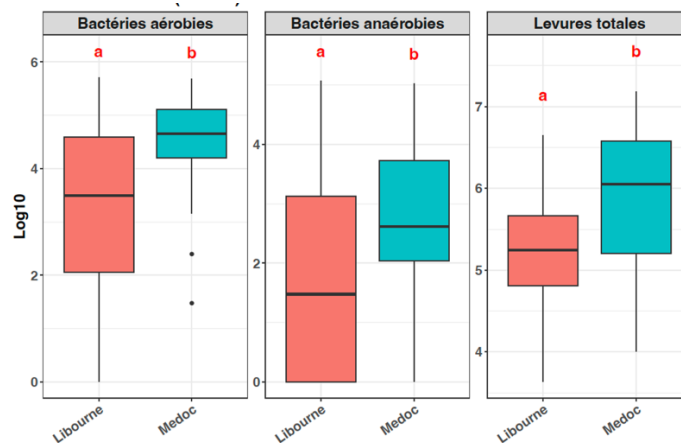 Bactéries aérobies
Bactéries anaérobies
Levures totales
a b
a b
a b
Log10
6
4
2
0
4
2
0
7
6
5
4
Libourne Medoc
Libourne Medoc
Libourne Medoc